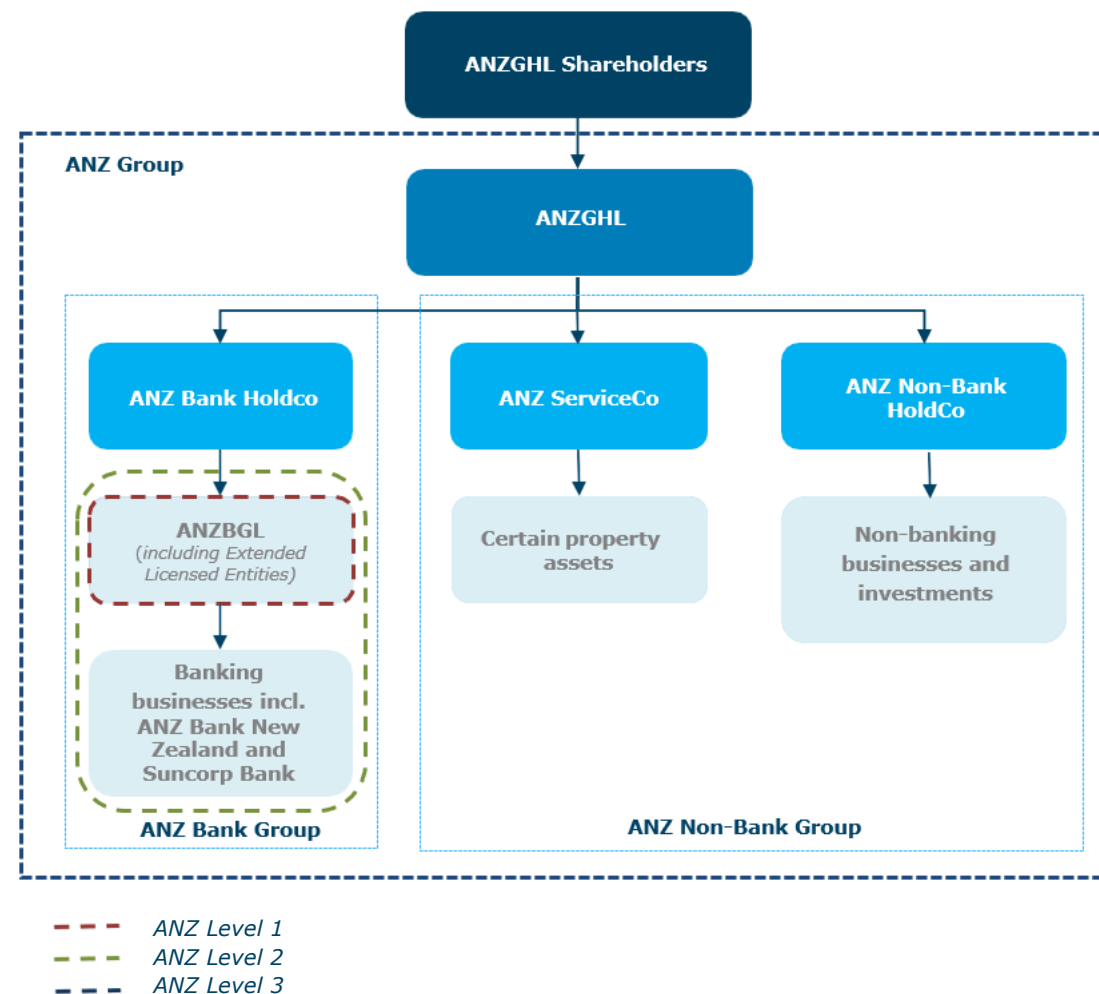 ANZGHL Shareholders
ANZ Group
ANZGHL
ANZ Bank Holdco
ANZ ServiceCo
ANZ Non-Bank
HoldCo
ANZBGL
(including Extended
Licensed Entities)
Certain property
assets
Non-banking
businesses and
investments
Banking
businesses incl.
ANZ Bank New
Zealand and
Suncorp Bank
ANZ Bank Group
ANZ Non-Bank Group
ANZ Level 1
ANZ Level 2
ANZ Level 3